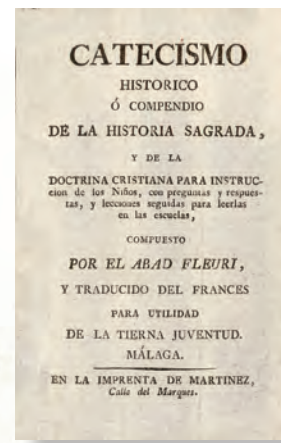 CATECISMO
HISTORICO
Ó COMPENDIO
DE LA HISTORIA SAGRADA,
Y DE LA
DOCTRINA CRISTIANA PARA INSTRUC-
cion de los Niños, con preguntas y respues-
tas, y lecciones seguidas para leerlas
en las escuelas,
COMPUESTO
POR EL ABAD FLEURI,
Y TRADUCIDO DEL FRANCES
PARA UTILIDAD
DE LA TIERNA JUVENTUD.
MÁLAGA.
EN LA IMPRENTA DE MARTINEZ,
Calle del Marques.